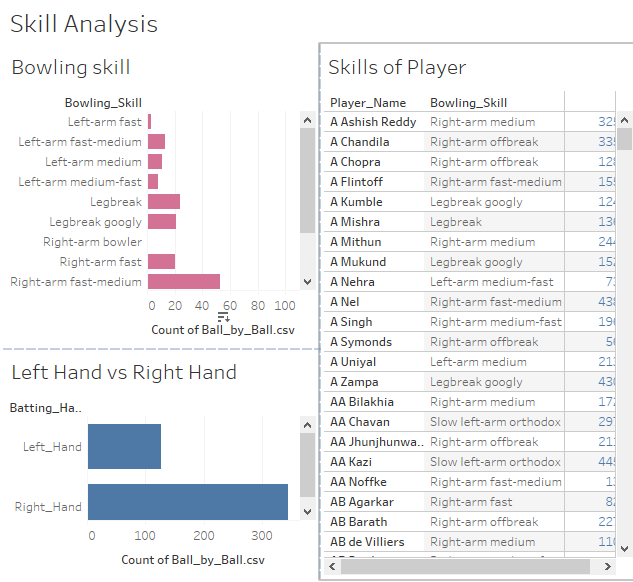 Skill Analysis
Bowling skill
Bowling_Skill
Left-arm fast
Left-arm fast-medium
Left-arm medium
Left-arm medium-fast
Legbreak
Legbreak googly
Right-arm bowler
Right-arm fast
Right-arm fast-medium
0 20 40 60 80 100
Count of Ball_by_Ball.csv
Left Hand vs Right Hand
Batting_Ha..
Left_Hand
Right_Hand
0 100 200 300
Count of Ball_by_Ball.csv
Skills of Player
Player_Name Bowling_Skill
A Ashish Reddy Right-arm medium
A Chandila Right-arm offbreak
A Chopra Right-arm offbreak
A Flintoff Right-arm fast-medium
A Kumble Legbreak googly
A Mishra Legbreak
A Mithun Right-arm medium
A Mukund Legbreak googly
A Nehra Left-arm medium-fast
A Nel Right-arm fast-medium
A Singh Right-arm medium-fast
A Symonds Right-arm offbreak
A Uniyal Left-arm medium
A Zampa Legbreak googly
AA Bilakhia Right-arm medium
AA Chavan Slow left-arm orthodox
AA Jhunjhunwa.. Right-arm offbreak
AA Kazi Slow left-arm orthodox
AA Noffke Right-arm fast-medium
AB Agarkar Right-arm fast
AB Barath Right-arm offbreak
AB de Villiers Right-arm medium